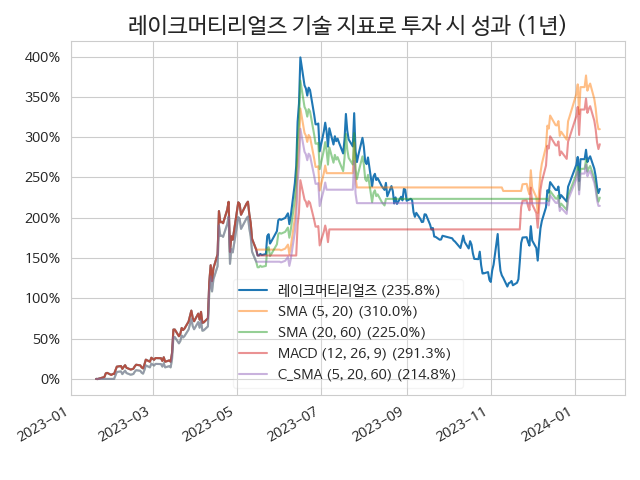 레이크머티리얼즈 기술 지표로 투자 시 성과 (1년)
400%
350%
300%
250%
200%
150%
100%
50%
0%
레이크머티리얼즈 (235.8%)
SMA (5, 20) (310.0%)
SMA (20, 60) (225.0%)
MACD (12, 26, 9) (291.3%)
C_SMA (5, 20, 60) (214.8%)
2023-01
2023-03
2023-05
2023-07
2023-09
2023-11
2024-01